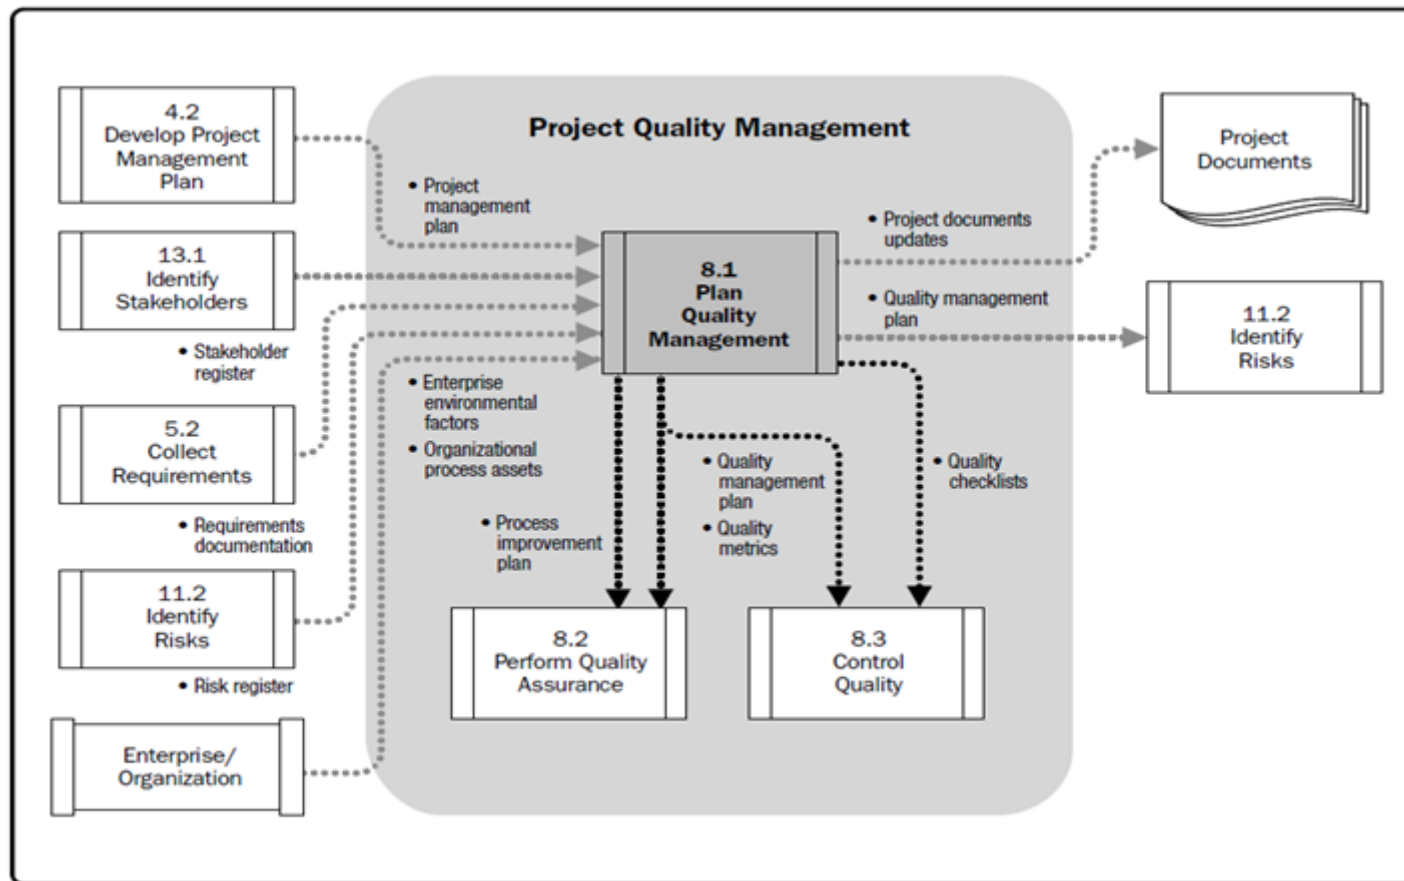 Project Quality Management
4.2
Develop Project
Management
Plan
• Project
management
plan
13.1
Identify
Stakeholders
• Stakeholder
register
5.2
Collect
Requirements
• Requirements
documentation
11.2
Identify
Risks
• Risk register
Enterprise/
Organization
• Enterprise
environmental
factors
• Organizational
process assets
8.1
Plan
Quality
Management
• Project documents
updates
Project
Documents
• Quality management
plan
11.2
Identify
Risks
• Process
improvement
plan
• Quality
management
plan
• Quality
metrics
• Quality
checklists
8.2
Perform Quality
Assurance
8.3
Control
Quality